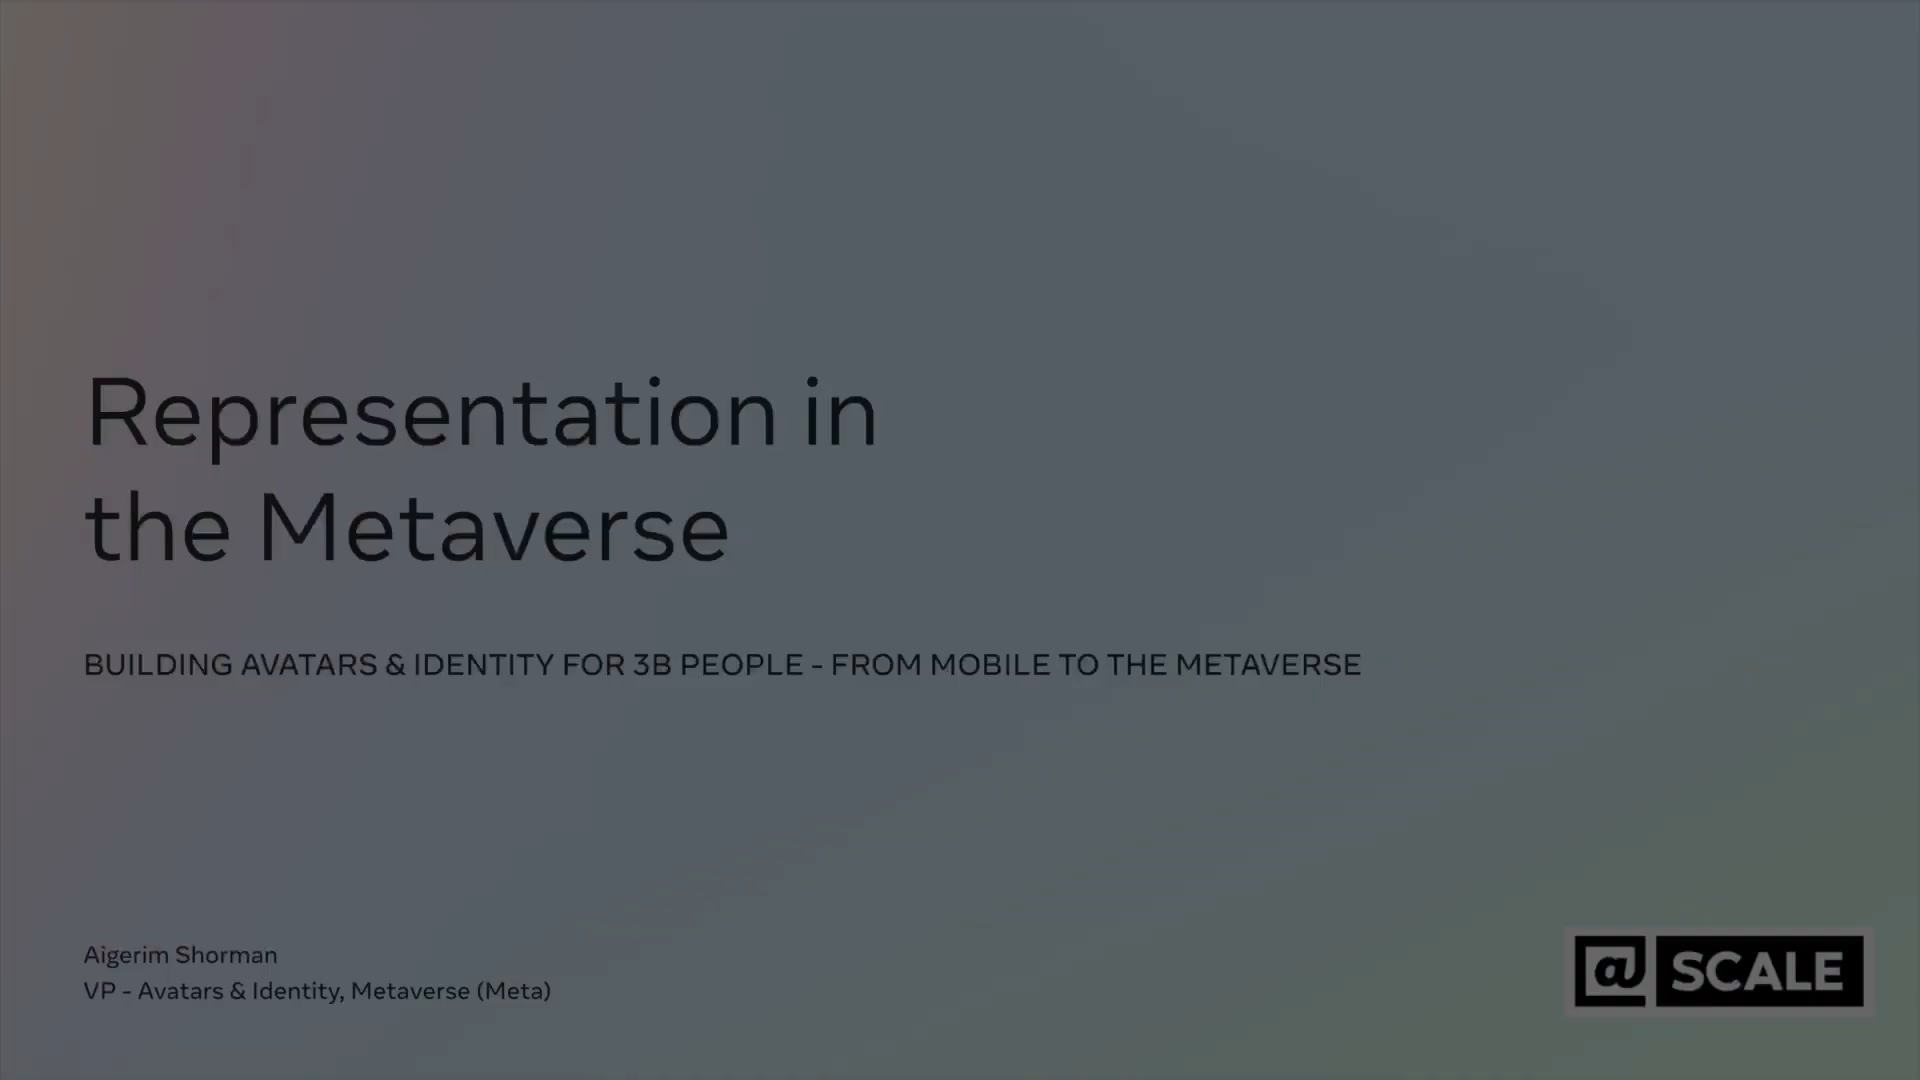 Representation in
the Metaverse
BUILDING AVATARS & IDENTITY FOR 3B PEOPLE - FROM MOBILE TO THE METAVERSE
Aigerim Shorman
VP - Avatars & Identity, Metaverse (Meta)
@ SCALE